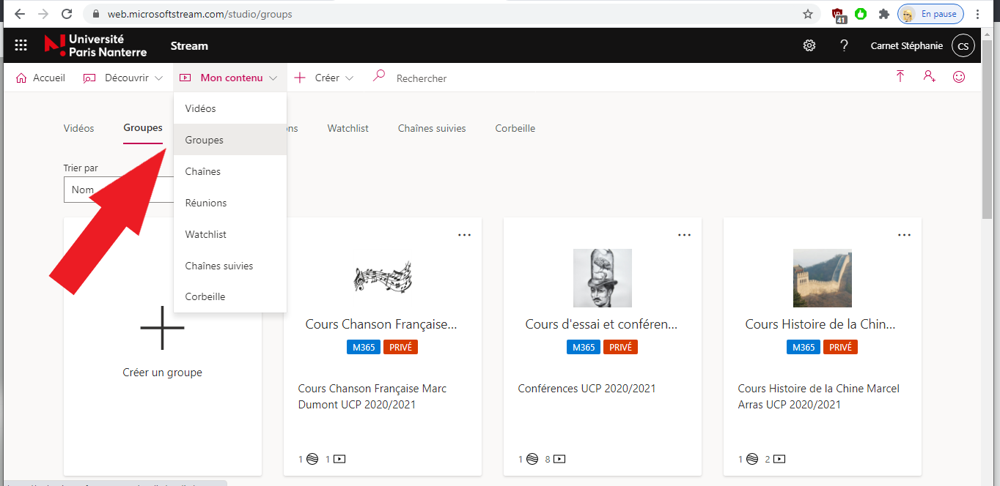 web.microsoftstream.com/studio/groups
41
En pause
Université
Paris Nanterre
Stream
Carnet Stéphanie
CS
Accueil
Découvrir
Mon contenu
Créer
Rechercher
Vidéos
Groupes
Chaînes
Réunions
Watchlist
Chaînes suivies
Corbeille
Vidéos
Groupes
ns
Watchlist
Chaînes suivies
Corbeille
Trier par
Nom
Créer un groupe
Cours Chanson Française...
M365 PRIVÉ
Cours Chanson Française Marc
Dumont UCP 2020/2021
1 1
Cours d'essai et conféren...
M365 PRIVÉ
Conférences UCP 2020/2021
1 8
Cours Histoire de la Chin...
M365 PRIVÉ
Cours Histoire de la Chine Marcel
Arras UCP 2020/2021
1 2